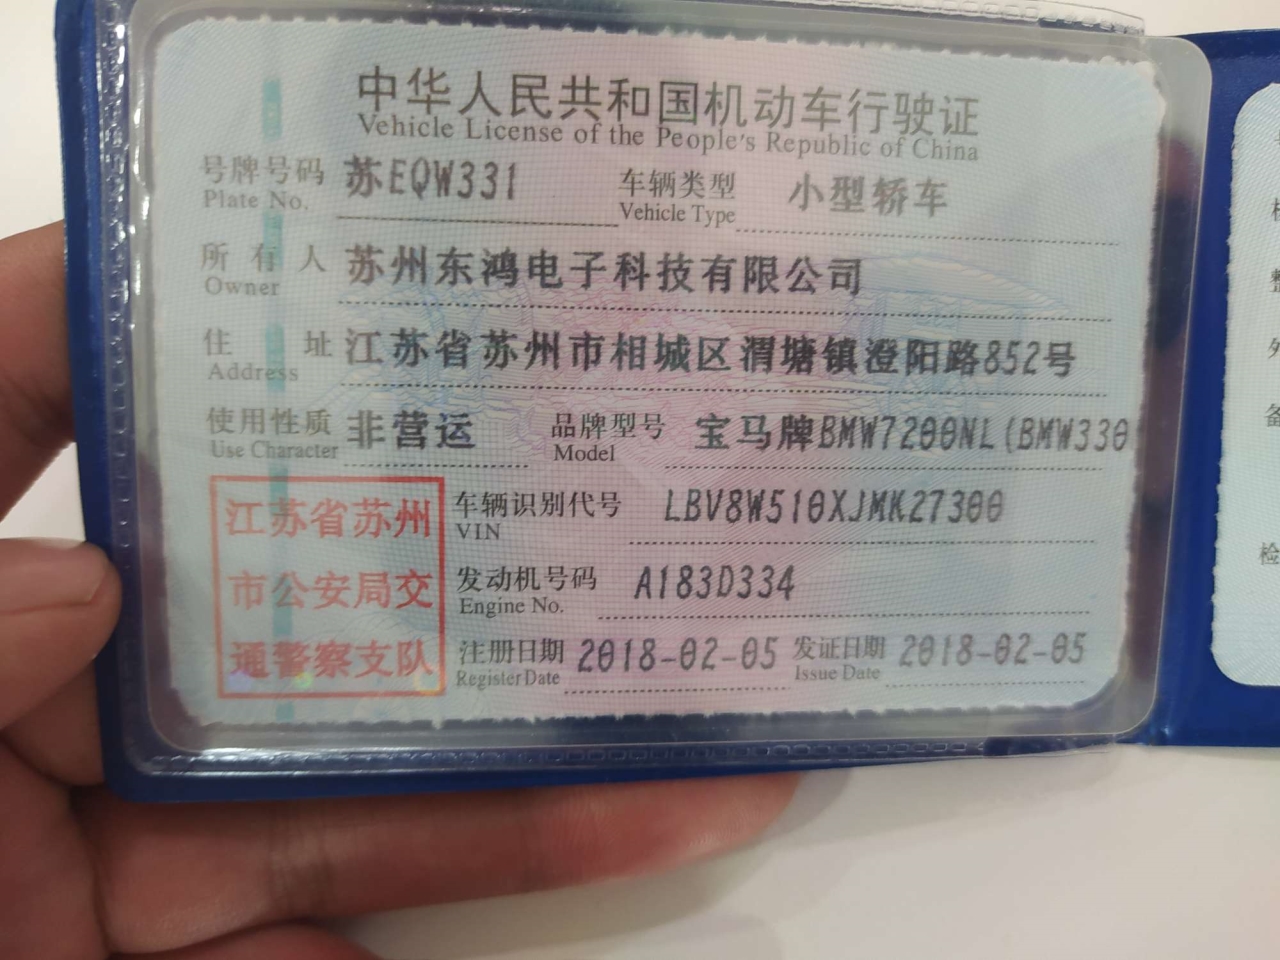 中华人民共和国机动车行驶证
Vehicle License of the People's Republic of China
号牌号码 苏EQW331 车辆类型 小型轿车
Plate No. Vehicle Type
所有人 苏州东鸿电子科技有限公司
Owner
住址 江苏省苏州市相城区渭塘镇澄阳路852号
Address
使用性质 非营运 品牌型号 宝马牌BMW7200NL(BMW330
Use Character Model
江苏省苏州
市公安局交
通警察支队
车辆识别代号 LBV8W510XJMK27300
VIN
发动机号码 A183D334
Engine No.
注册日期 2018-02-05 发证日期 2018-02-05
Register Date Issue Date